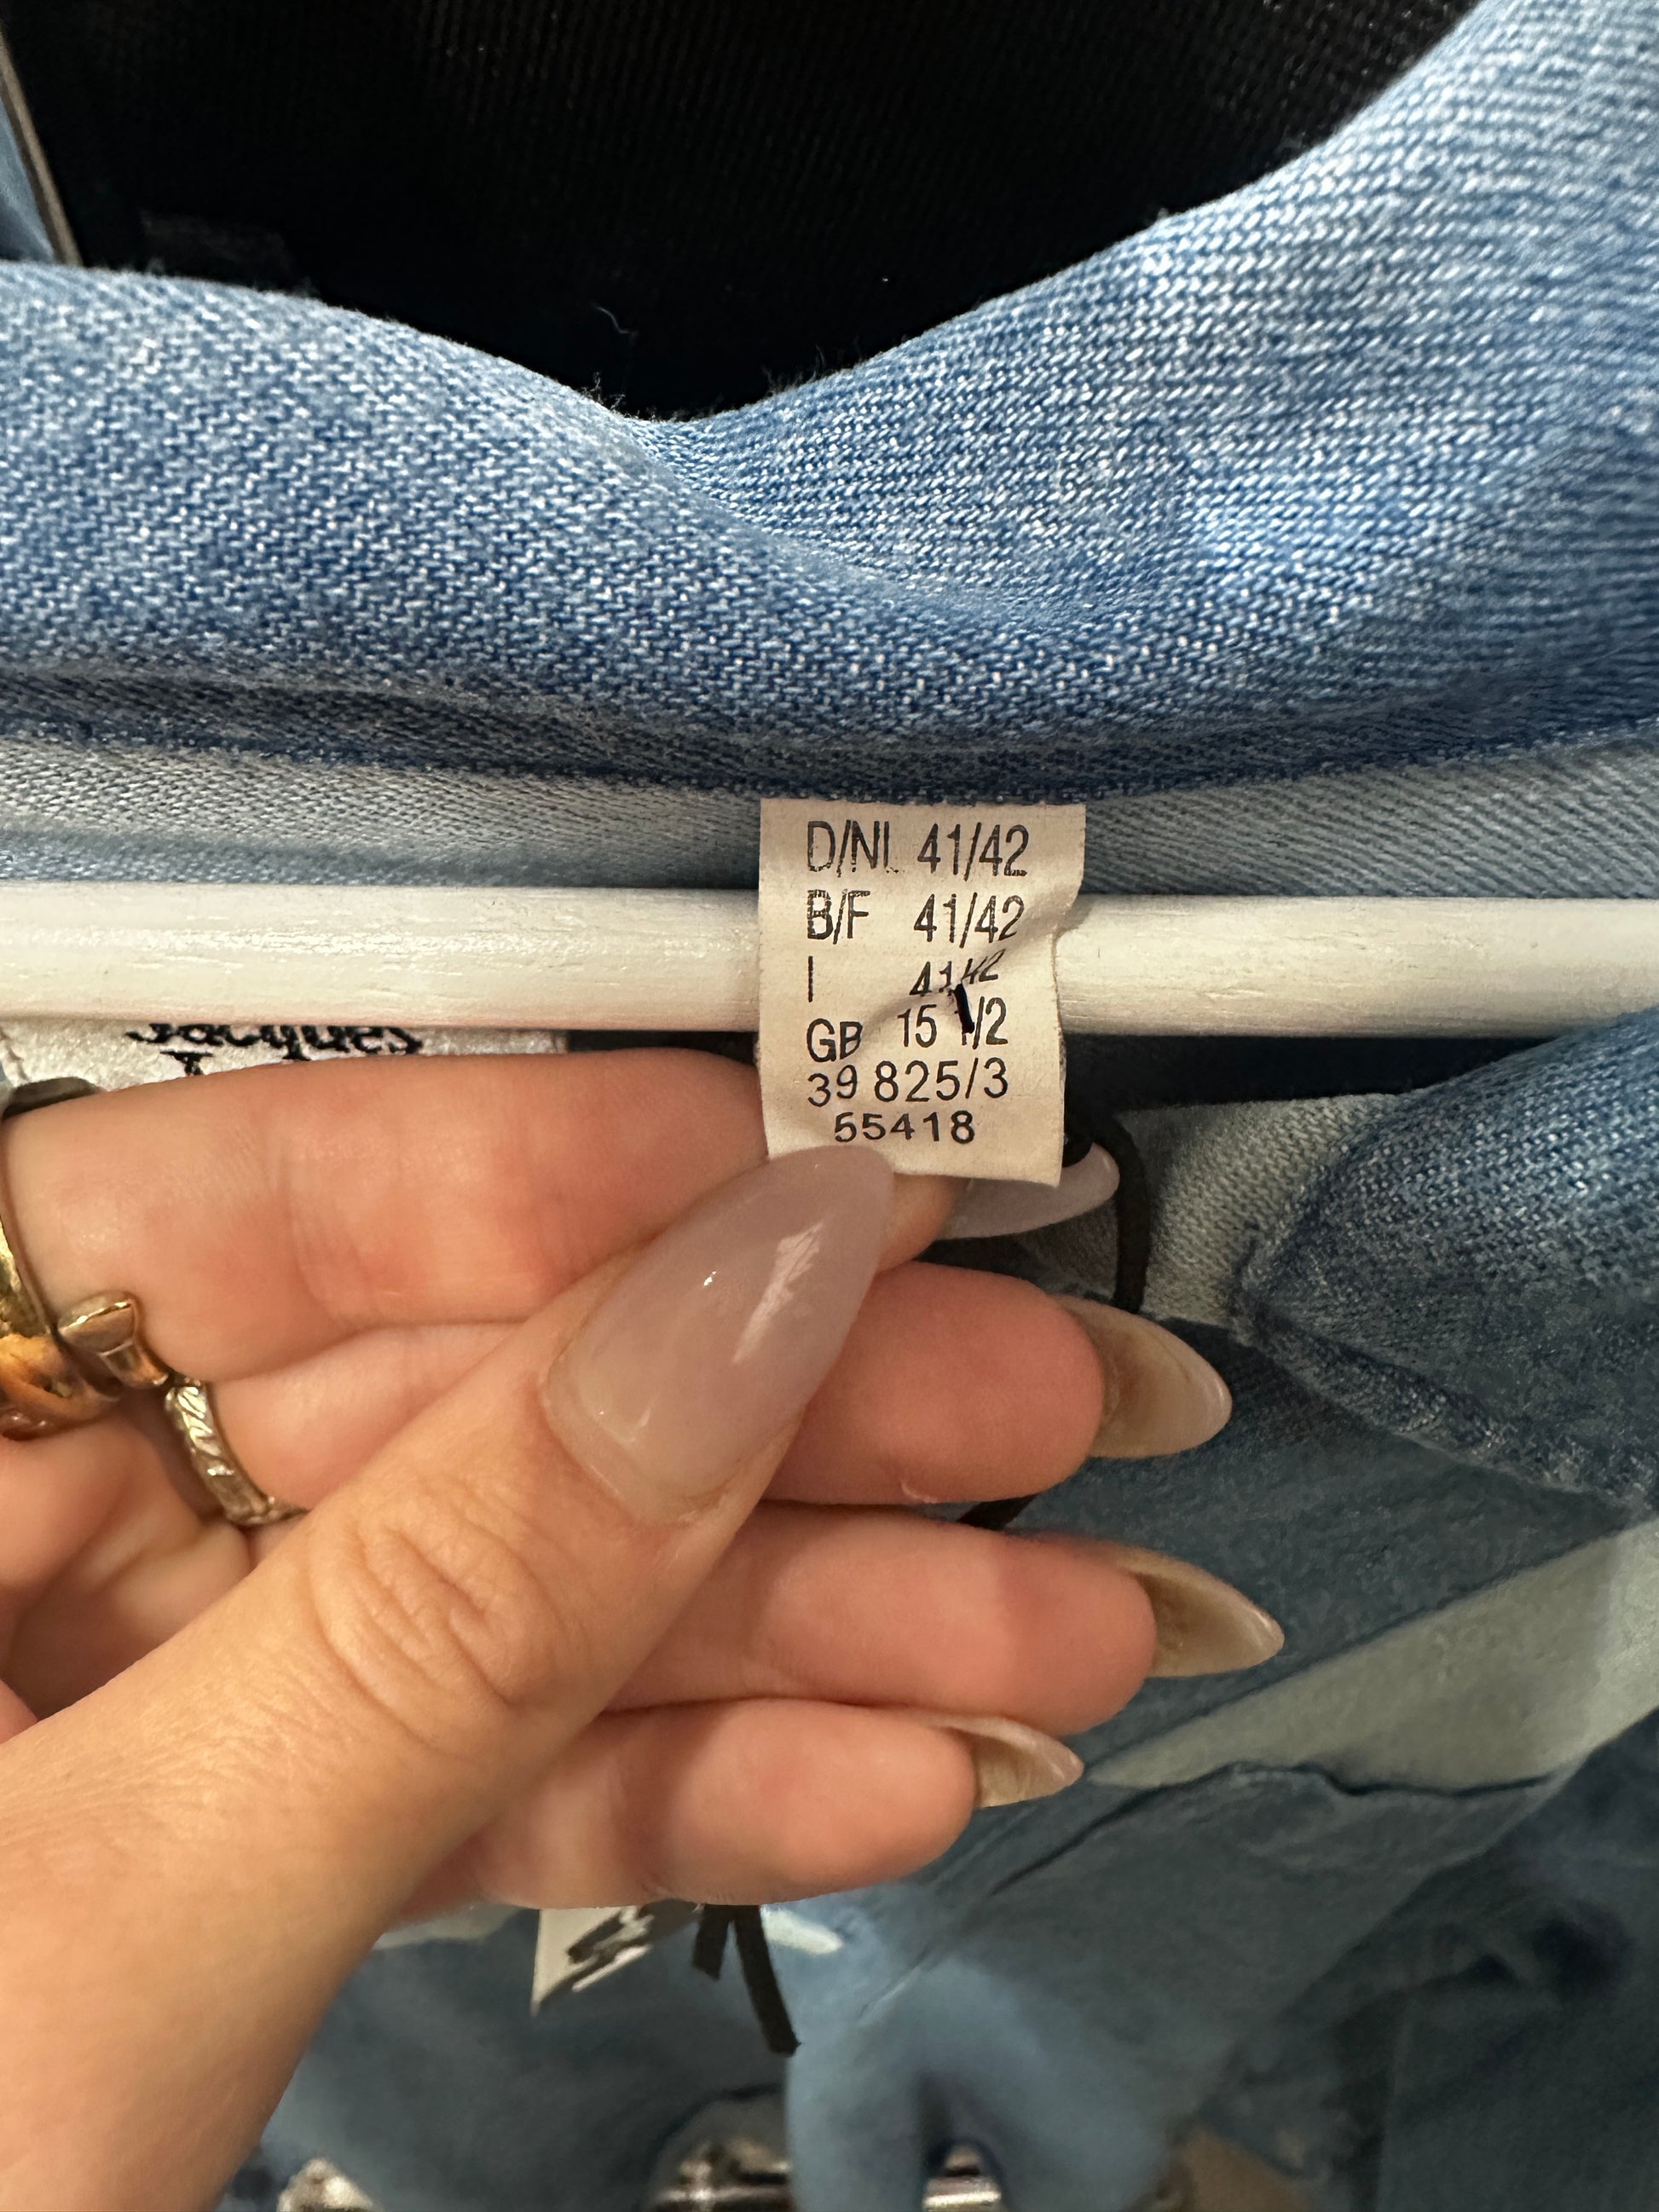 D/NL 41/42
B/F 41/42
I 41/42
GB 15 1/2
39 825/3
55418